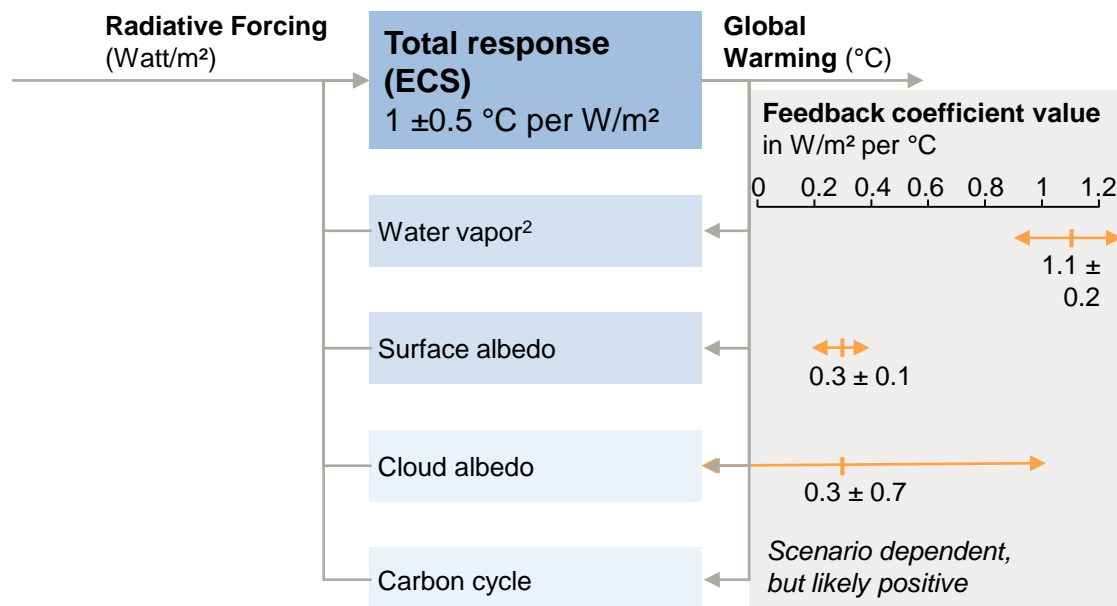 Radiative Forcing
(Watt/m²)
Total response
(ECS)
1 ±0.5 °C per W/m²
Global
Warming (°C)
Feedback coefficient value
in W/m² per °C
0 0.2 0.4 0.6 0.8 1 1.2
Water vapor²
1.1 ±
0.2
Surface albedo
0.3 ± 0.1
Cloud albedo
0.3 ± 0.7
Carbon cycle
Scenario dependent,
but likely positive